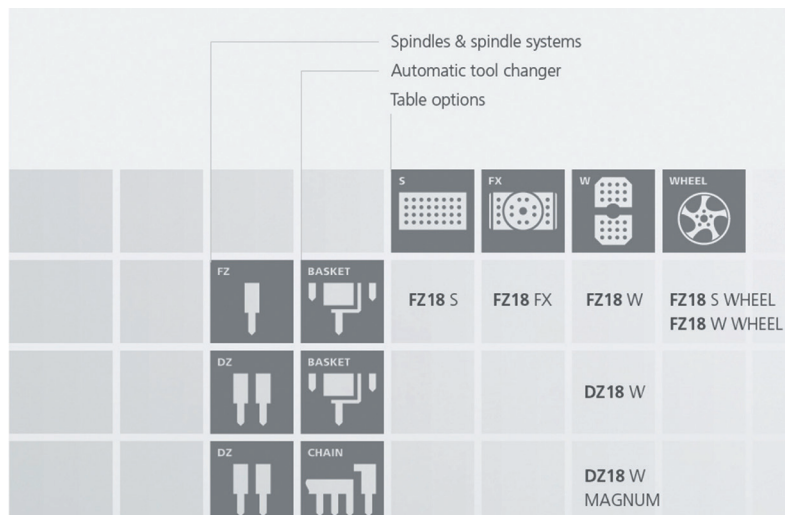 Spindles & spindle systems
Automatic tool changer
Table options
S
FX
W
WHEEL
FZ
BASKET
FZ18 S
FZ18 FX
FZ18 W
FZ18 S WHEEL
FZ18 W WHEEL
DZ
BASKET
DZ18 W
DZ
CHAIN
DZ18 W
MAGNUM